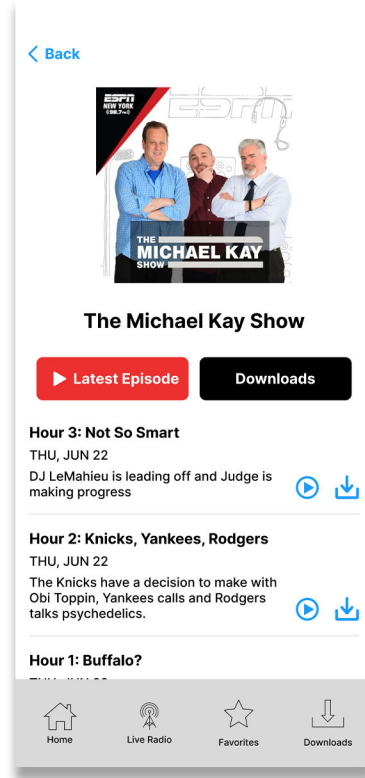 Back
ESPN
NEW YORK
98.7FM
ESPN
THE
MICHAEL KAY
SHOW
The Michael Kay Show
Latest Episode
Downloads
Hour 3: Not So Smart
THU, JUN 22
DJ LeMahieu is leading off and Judge is
making progress
Hour 2: Knicks, Yankees, Rodgers
THU, JUN 22
The Knicks have a decision to make with
Obi Toppin, Yankees calls and Rodgers
talks psychedelics.
Hour 1: Buffalo?
Home
Live Radio
Favorites
Downloads